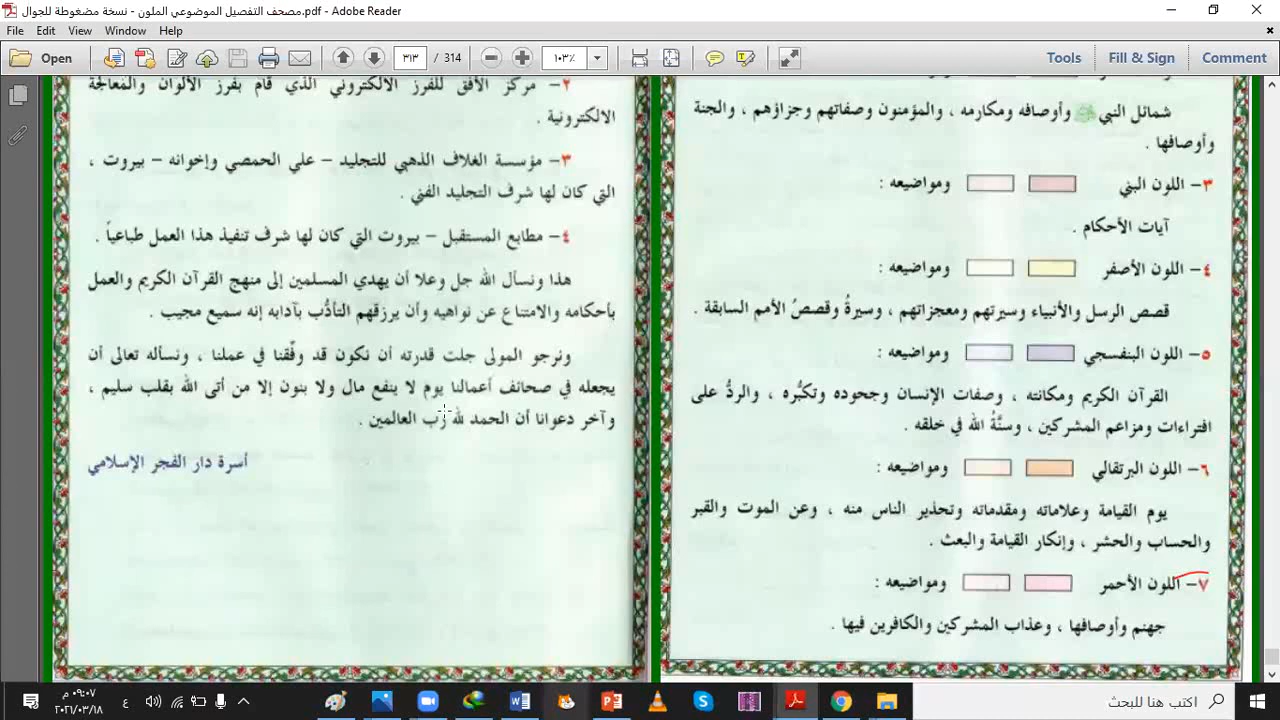 مصحف التفصيل الموضوعي الملون - نسخة مضغوطة للجوال.pdf - Adobe Reader
File Edit View Window Help
Open ٣١٣ / 314 ١٠٣٪ Tools Fill & Sign Comment
شمائل النبي وأوصافه ومكارمه ، والمؤمنون وصفاتهم وجزاؤهم ، والجنة
وأوصافها .
٣- اللون البني ومواضيعه :
آيات الأحكام .
٤- اللون الأصفر ومواضيعه :
قصص الرسل والأنبياء وسيرتهم ومعجزاتهم ، وسيرةُ وقصصُ الأمم السابقة .
٥- اللون البنفسجي ومواضيعه :
القرآن الكريم ومكانته ، وصفات الإنسان وجحوده وتكبُّره ، والردُّ على
افتراءات ومزاعم المشركين ، وسنَّةُ الله في خلقه .
٦- اللون البرتقالي ومواضيعه :
يوم القيامة وعلاماته ومقدماته وتحذير الناس منه ، وعن الموت والقبر
والحساب والحشر ، وإنكار القيامة والبعث .
٧- اللون الأحمر ومواضيعه :
جهنم وأوصافها ، وعذاب المشركين والكافرين فيها .
٢- مركز الأفق للفرز الالكتروني الذي قام بفرز الألوان والمعالجة
الالكترونية .
٣- مؤسسة الغلاف الذهبي للتجليد – علي الحمصي وإخوانه – بيروت ،
التي كان لها شرف التجليد الفني .
٤- مطابع المستقبل – بيروت التي كان لها شرف تنفيذ هذا العمل طباعياً .
هذا ونسأل الله جل وعلا أن يهدي المسلمين إلى منهج القرآن الكريم والعمل
بأحكامه والامتناع عن نواهيه وأن يرزقهم التأدُّب بآدابه إنه سميع مجيب .
ونرجو المولى جلت قدرته أن نكون قد وفّقنا في عملنا ، ونسأله تعالى أن
يجعله في صحائف أعمالنا يوم لا ينفع مال ولا بنون إلا من أتى الله بقلب سليم ،
وآخر دعوانا أن الحمد لله رب العالمين .
أسرة دار الفجر الإسلامي
اكتب هنا للبحث
ع ٠٩:٠٧ م
٢٠٢١/٠٣/١٨